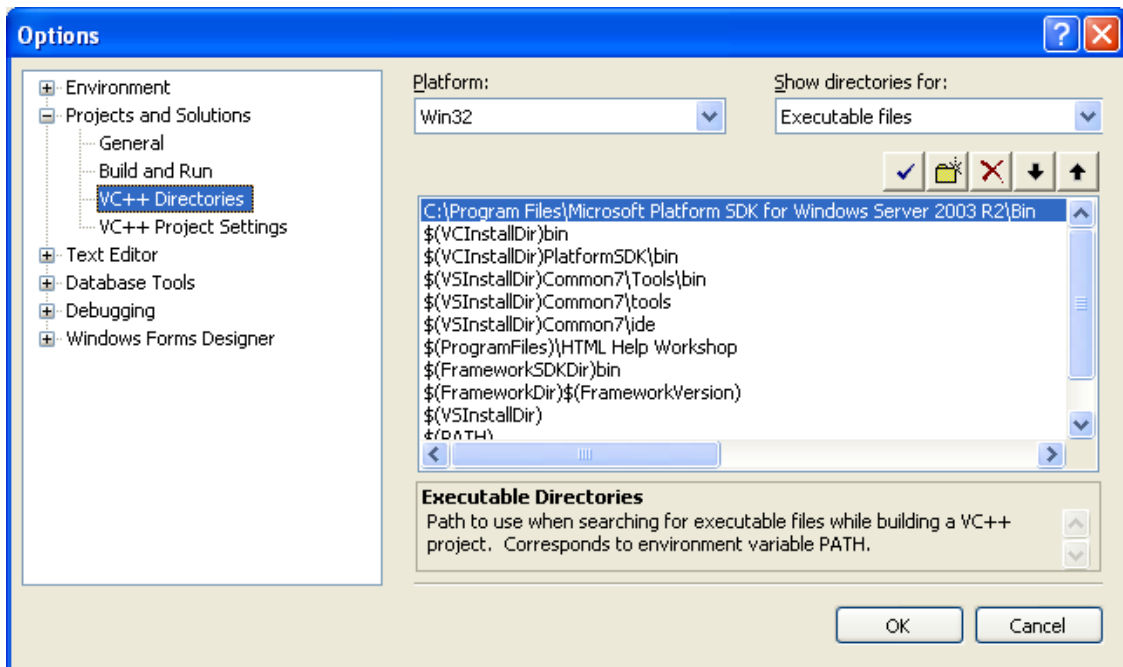 Options
Environment
Projects and Solutions
General
Build and Run
VC++ Directories
VC++ Project Settings
Text Editor
Database Tools
Debugging
Windows Forms Designer
Platform:
Win32
Show directories for:
Executable files
C:\Program Files\Microsoft Platform SDK for Windows Server 2003 R2\Bin
$(VCInstallDir)bin
$(VCInstallDir)PlatformSDK\bin
$(VSInstallDir)Common7\Tools\bin
$(VSInstallDir)Common7\tools
$(VSInstallDir)Common7\ide
$(ProgramFiles)\HTML Help Workshop
$(FrameworkSDKDir)bin
$(FrameworkDir)$(FrameworkVersion)
$(VSInstallDir)
$(PATH)
Executable Directories
Path to use when searching for executable files while building a VC++
project. Corresponds to environment variable PATH.
OK
Cancel